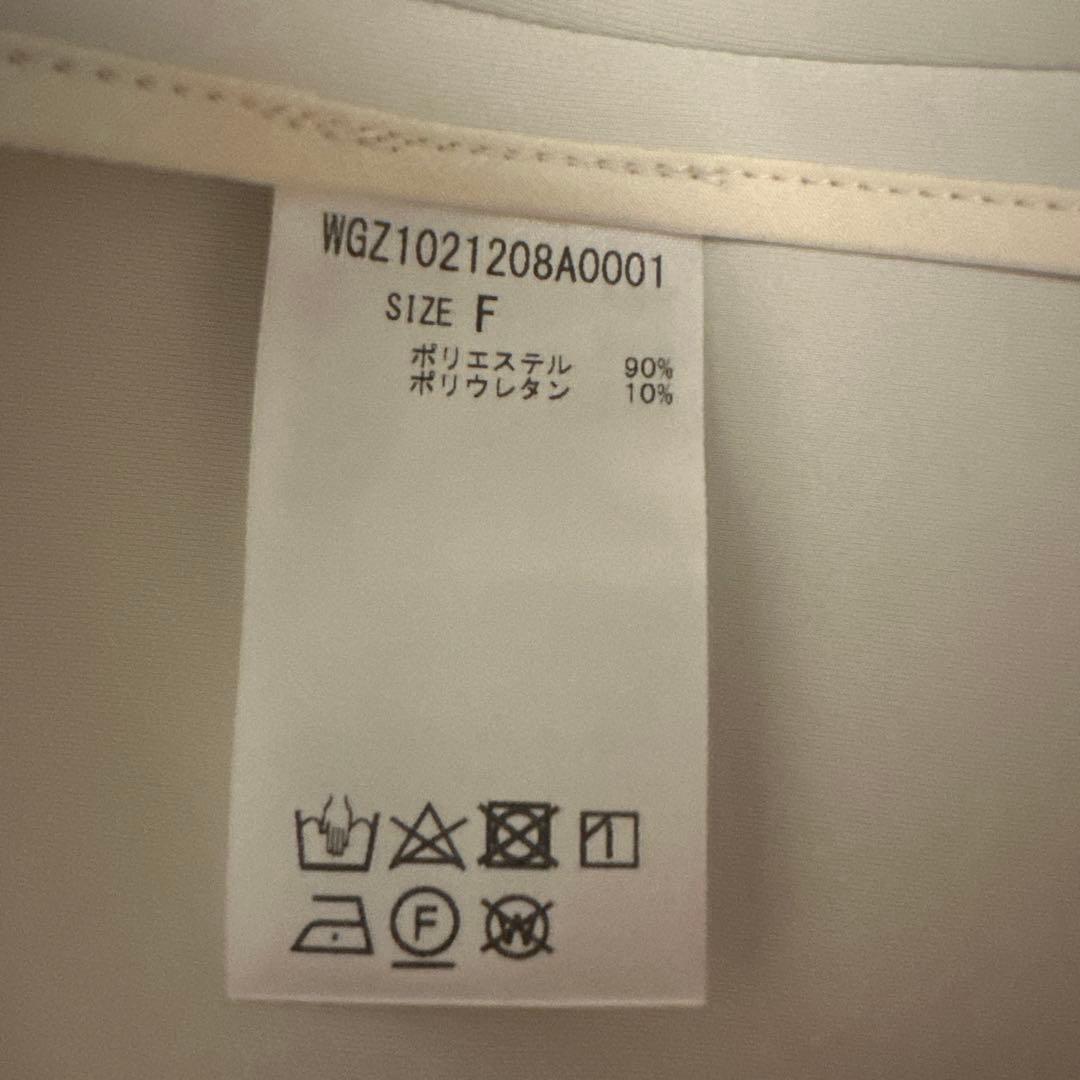 WGZ1021208A0001
SIZE F
ポリエステル 90%
ポリウレタン 10%
F W